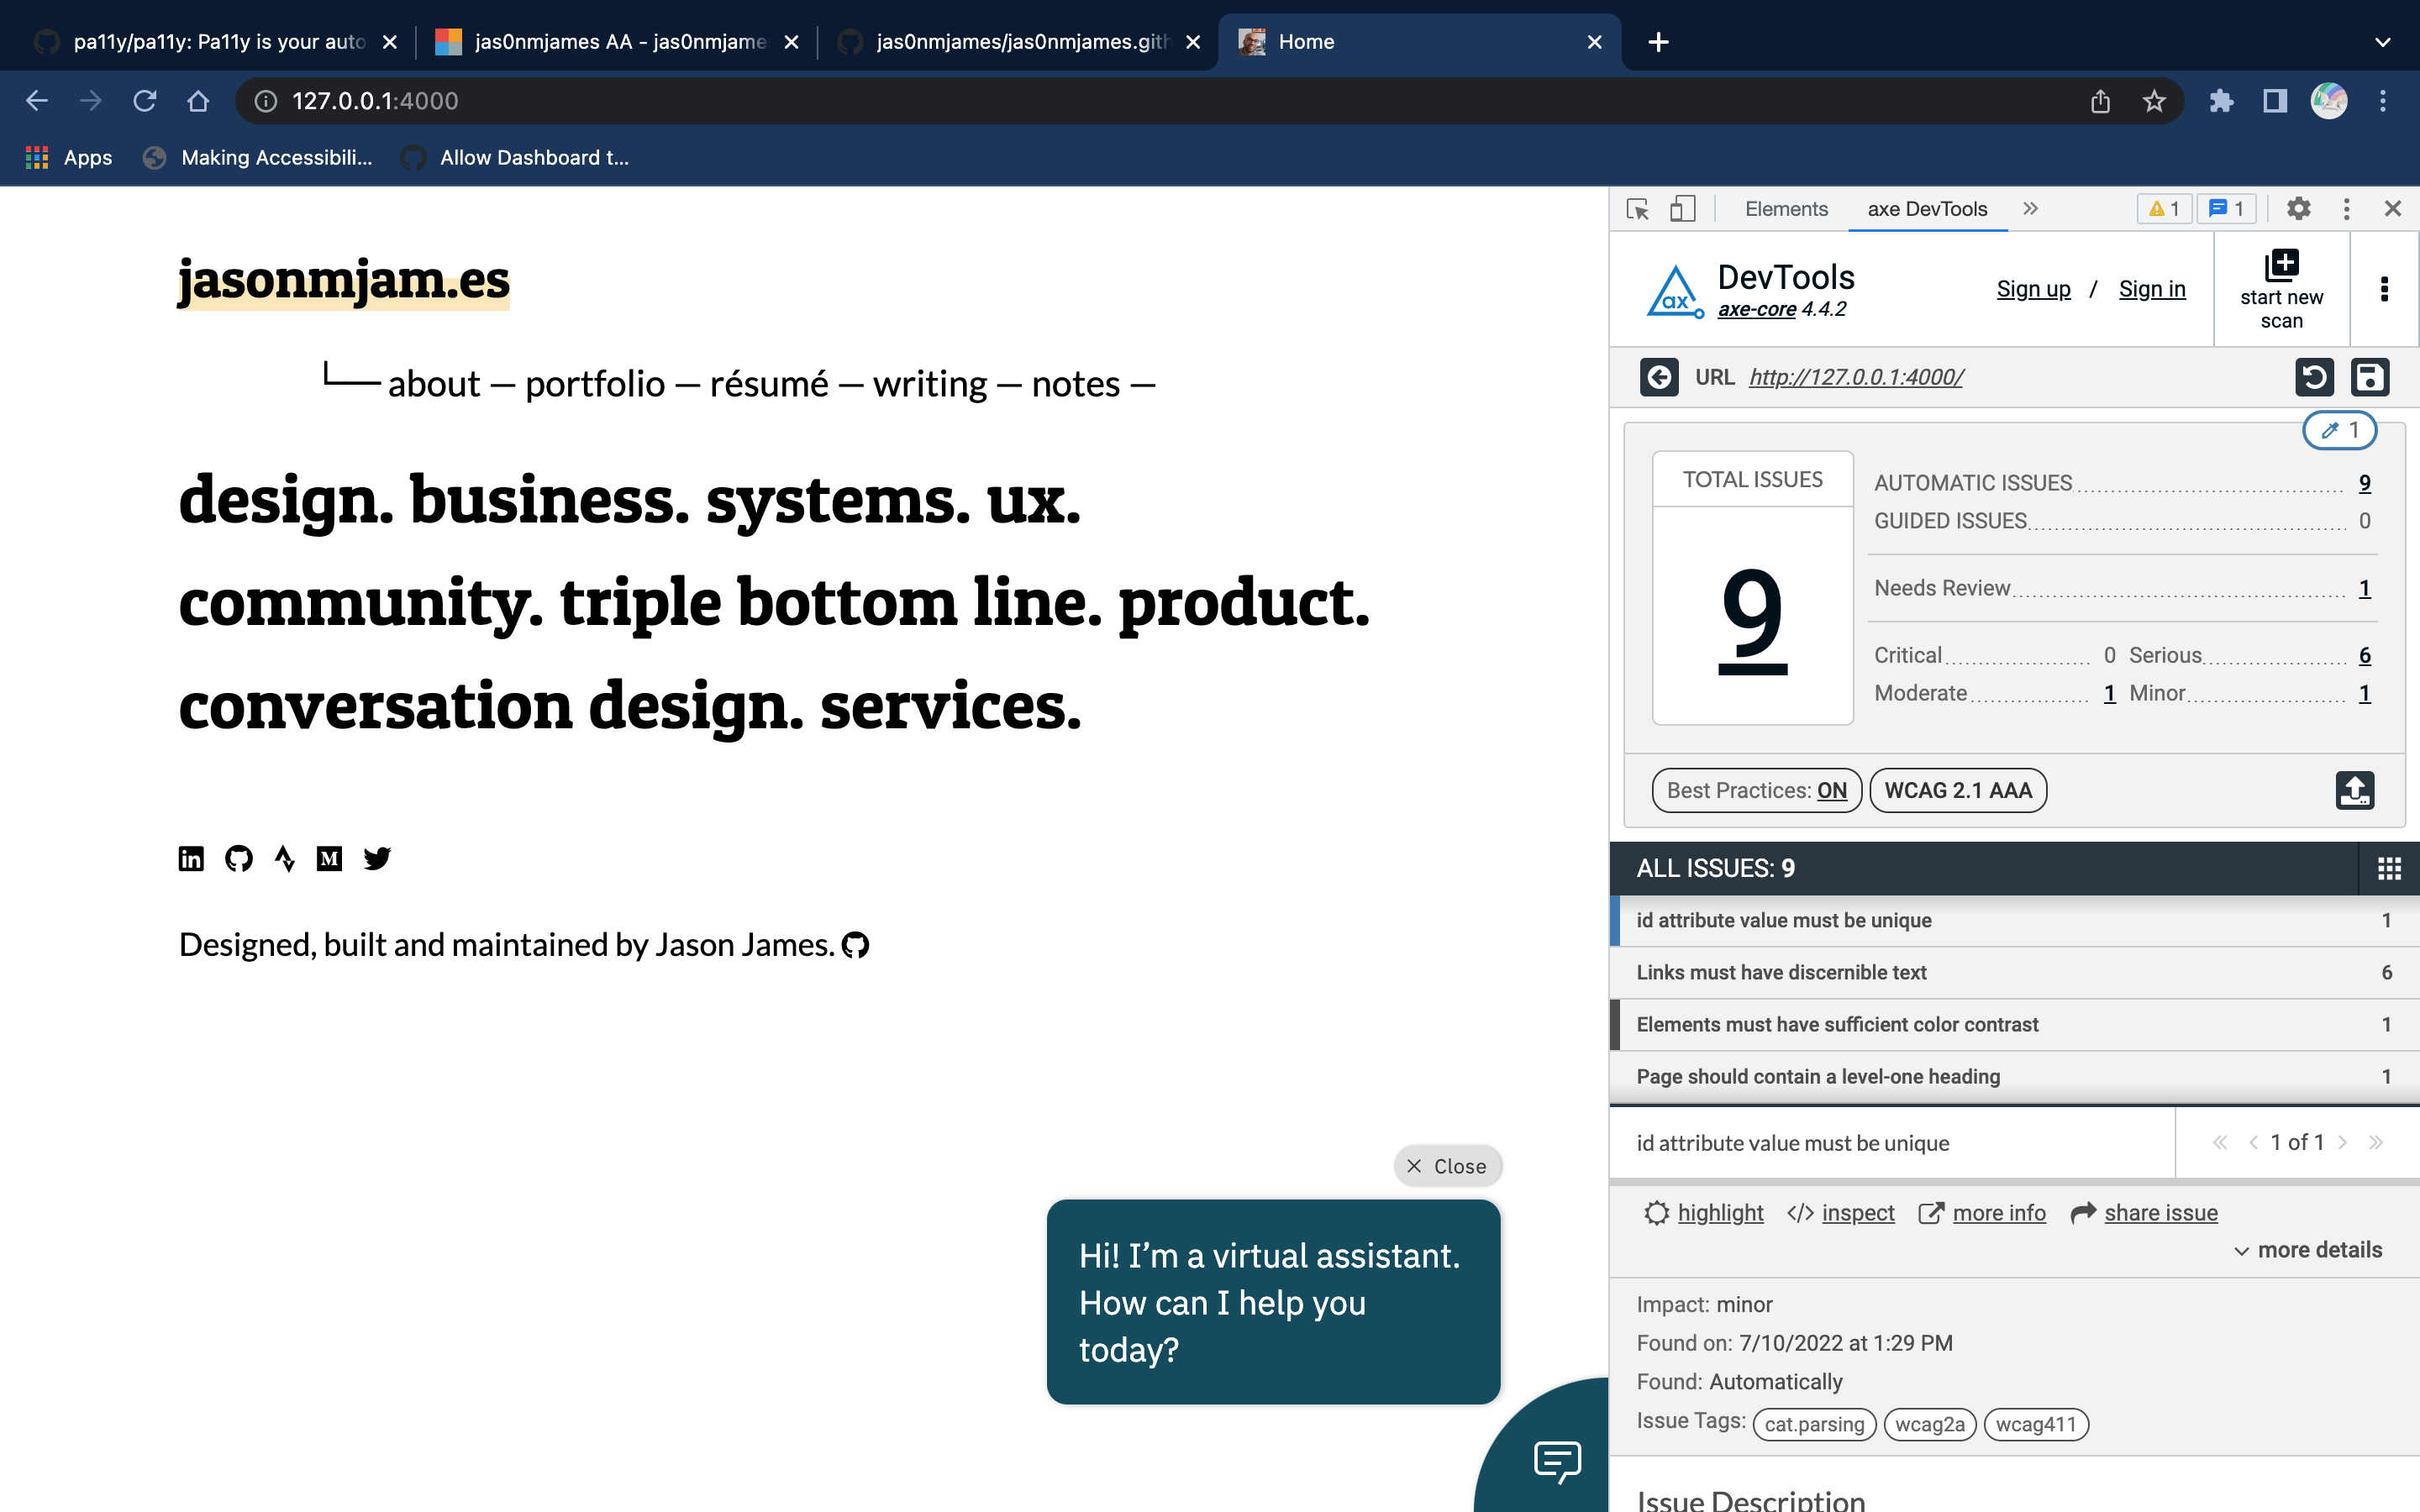 pa11y/pa11y: Pa11y is your auto
jas0nmjames AA - jas0nmjame
jas0nmjames/jas0nmjames.gith
Home
127.0.0.1:4000
Apps
Making Accessibili...
Allow Dashboard t...
jasonmjam.es
about — portfolio — résumé — writing — notes —
design. business. systems. ux.
community. triple bottom line. product.
conversation design. services.
in
M
Designed, built and maintained by Jason James.
Close
Hi! I’m a virtual assistant.
How can I help you
today?
Elements
axe DevTools
1
1
ax
DevTools
axe-core 4.4.2
Sign up / Sign in
start new
scan
URL http://127.0.0.1:4000/
1
TOTAL ISSUES
9
AUTOMATIC ISSUES 9
GUIDED ISSUES 0
Needs Review 1
Critical 0 Serious 6
Moderate 1 Minor 1
Best Practices: ON
WCAG 2.1 AAA
ALL ISSUES: 9
id attribute value must be unique 1
Links must have discernible text 6
Elements must have sufficient color contrast 1
Page should contain a level-one heading 1
id attribute value must be unique
1 of 1
highlight </> inspect more info share issue
more details
Impact: minor
Found on: 7/10/2022 at 1:29 PM
Found: Automatically
Issue Tags: cat.parsing wcag2a wcag411
Issue Description